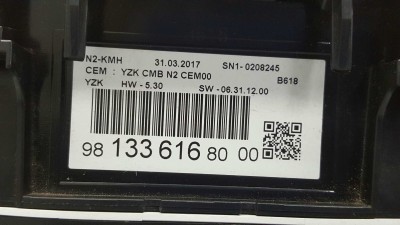 N2-KMH 31.03.2017 SN1- 0208245
CEM : YZK CMB N2 CEM00 B618
YZK HW - 5.30 SW - 06.31.12.00
98 133 616 80 00